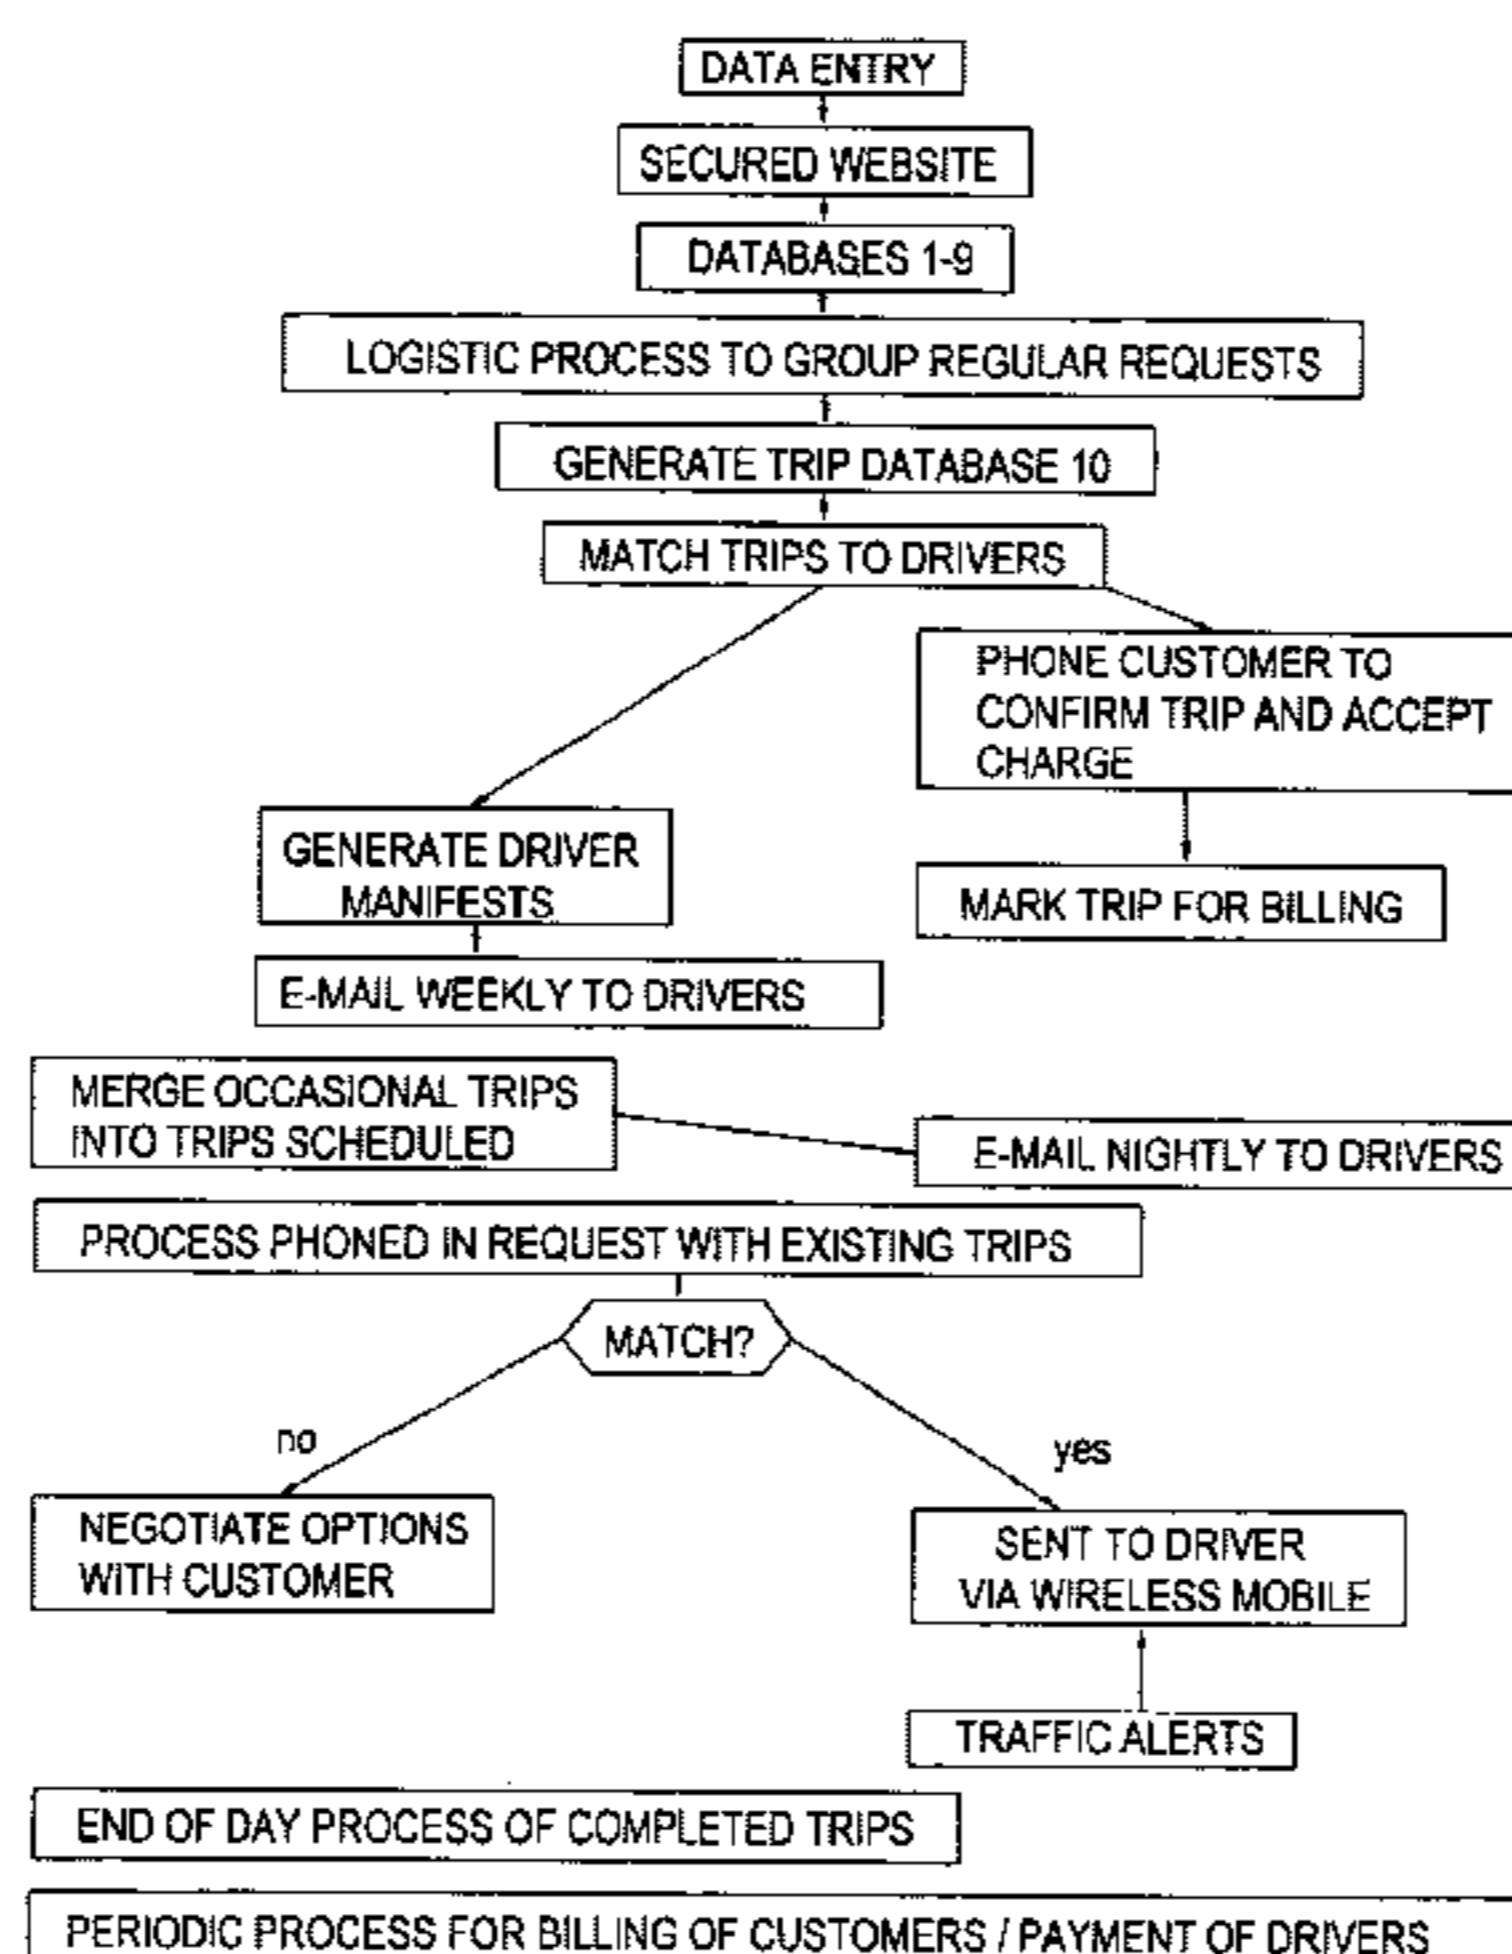 DATA ENTRY
SECURED WEBSITE
DATABASES 1-9
LOGISTIC PROCESS TO GROUP REGULAR REQUESTS
GENERATE TRIP DATABASE 10
MATCH TRIPS TO DRIVERS
PHONE CUSTOMER TO
CONFIRM TRIP AND ACCEPT
CHARGE
GENERATE DRIVER
MANIFESTS
MARK TRIP FOR BILLING
E-MAIL WEEKLY TO DRIVERS
MERGE OCCASIONAL TRIPS
INTO TRIPS SCHEDULED
E-MAIL NIGHTLY TO DRIVERS
PROCESS PHONED IN REQUEST WITH EXISTING TRIPS
MATCH?
no
yes
NEGOTIATE OPTIONS
WITH CUSTOMER
SENT TO DRIVER
VIA WIRELESS MOBILE
TRAFFIC ALERTS
END OF DAY PROCESS OF COMPLETED TRIPS
PERIODIC PROCESS FOR BILLING OF CUSTOMERS / PAYMENT OF DRIVERS